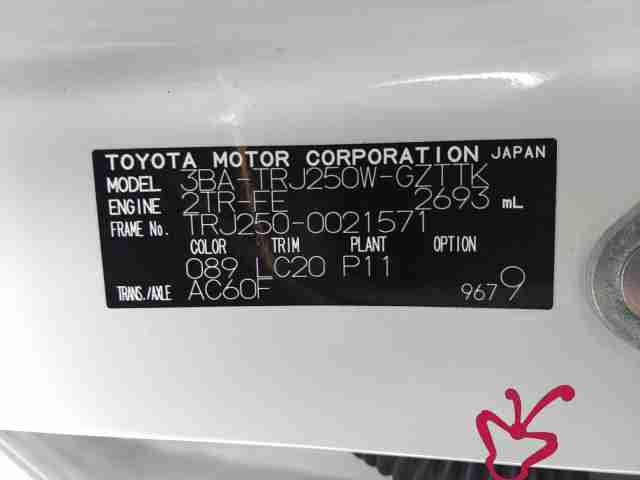 TOYOTA MOTOR CORPORATION JAPAN
MODEL 3BA-TRJ250W-GZTTK
ENGINE 2TR-FE 2693 mL
FRAME No. TRJ250-0021571
COLOR TRIM PLANT OPTION
089 LC20 P11
TRANS./AXLE AC60F 9679